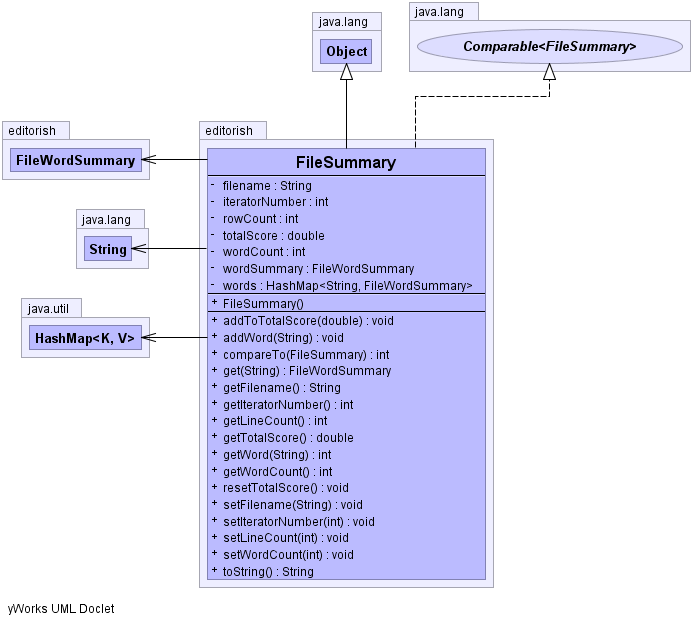 java.lang
Object
java.lang
Comparable<FileSummary>
editorish
FileWordSummary
java.lang
String
java.util
HashMap<K, V>
editorish
FileSummary
- filename : String
- iteratorNumber : int
- rowCount : int
- totalScore : double
- wordCount : int
- wordSummary : FileWordSummary
- words : HashMap<String, FileWordSummary>
+ FileSummary()
+ addToTotalScore(double) : void
+ addWord(String) : void
+ compareTo(FileSummary) : int
+ get(String) : FileWordSummary
+ getFilename() : String
+ getIteratorNumber() : int
+ getLineCount() : int
+ getTotalScore() : double
+ getWord(String) : int
+ getWordCount() : int
+ resetTotalScore() : void
+ setFilename(String) : void
+ setIteratorNumber(int) : void
+ setLineCount(int) : void
+ setWordCount(int) : void
+ toString() : String
yWorks UML Doclet